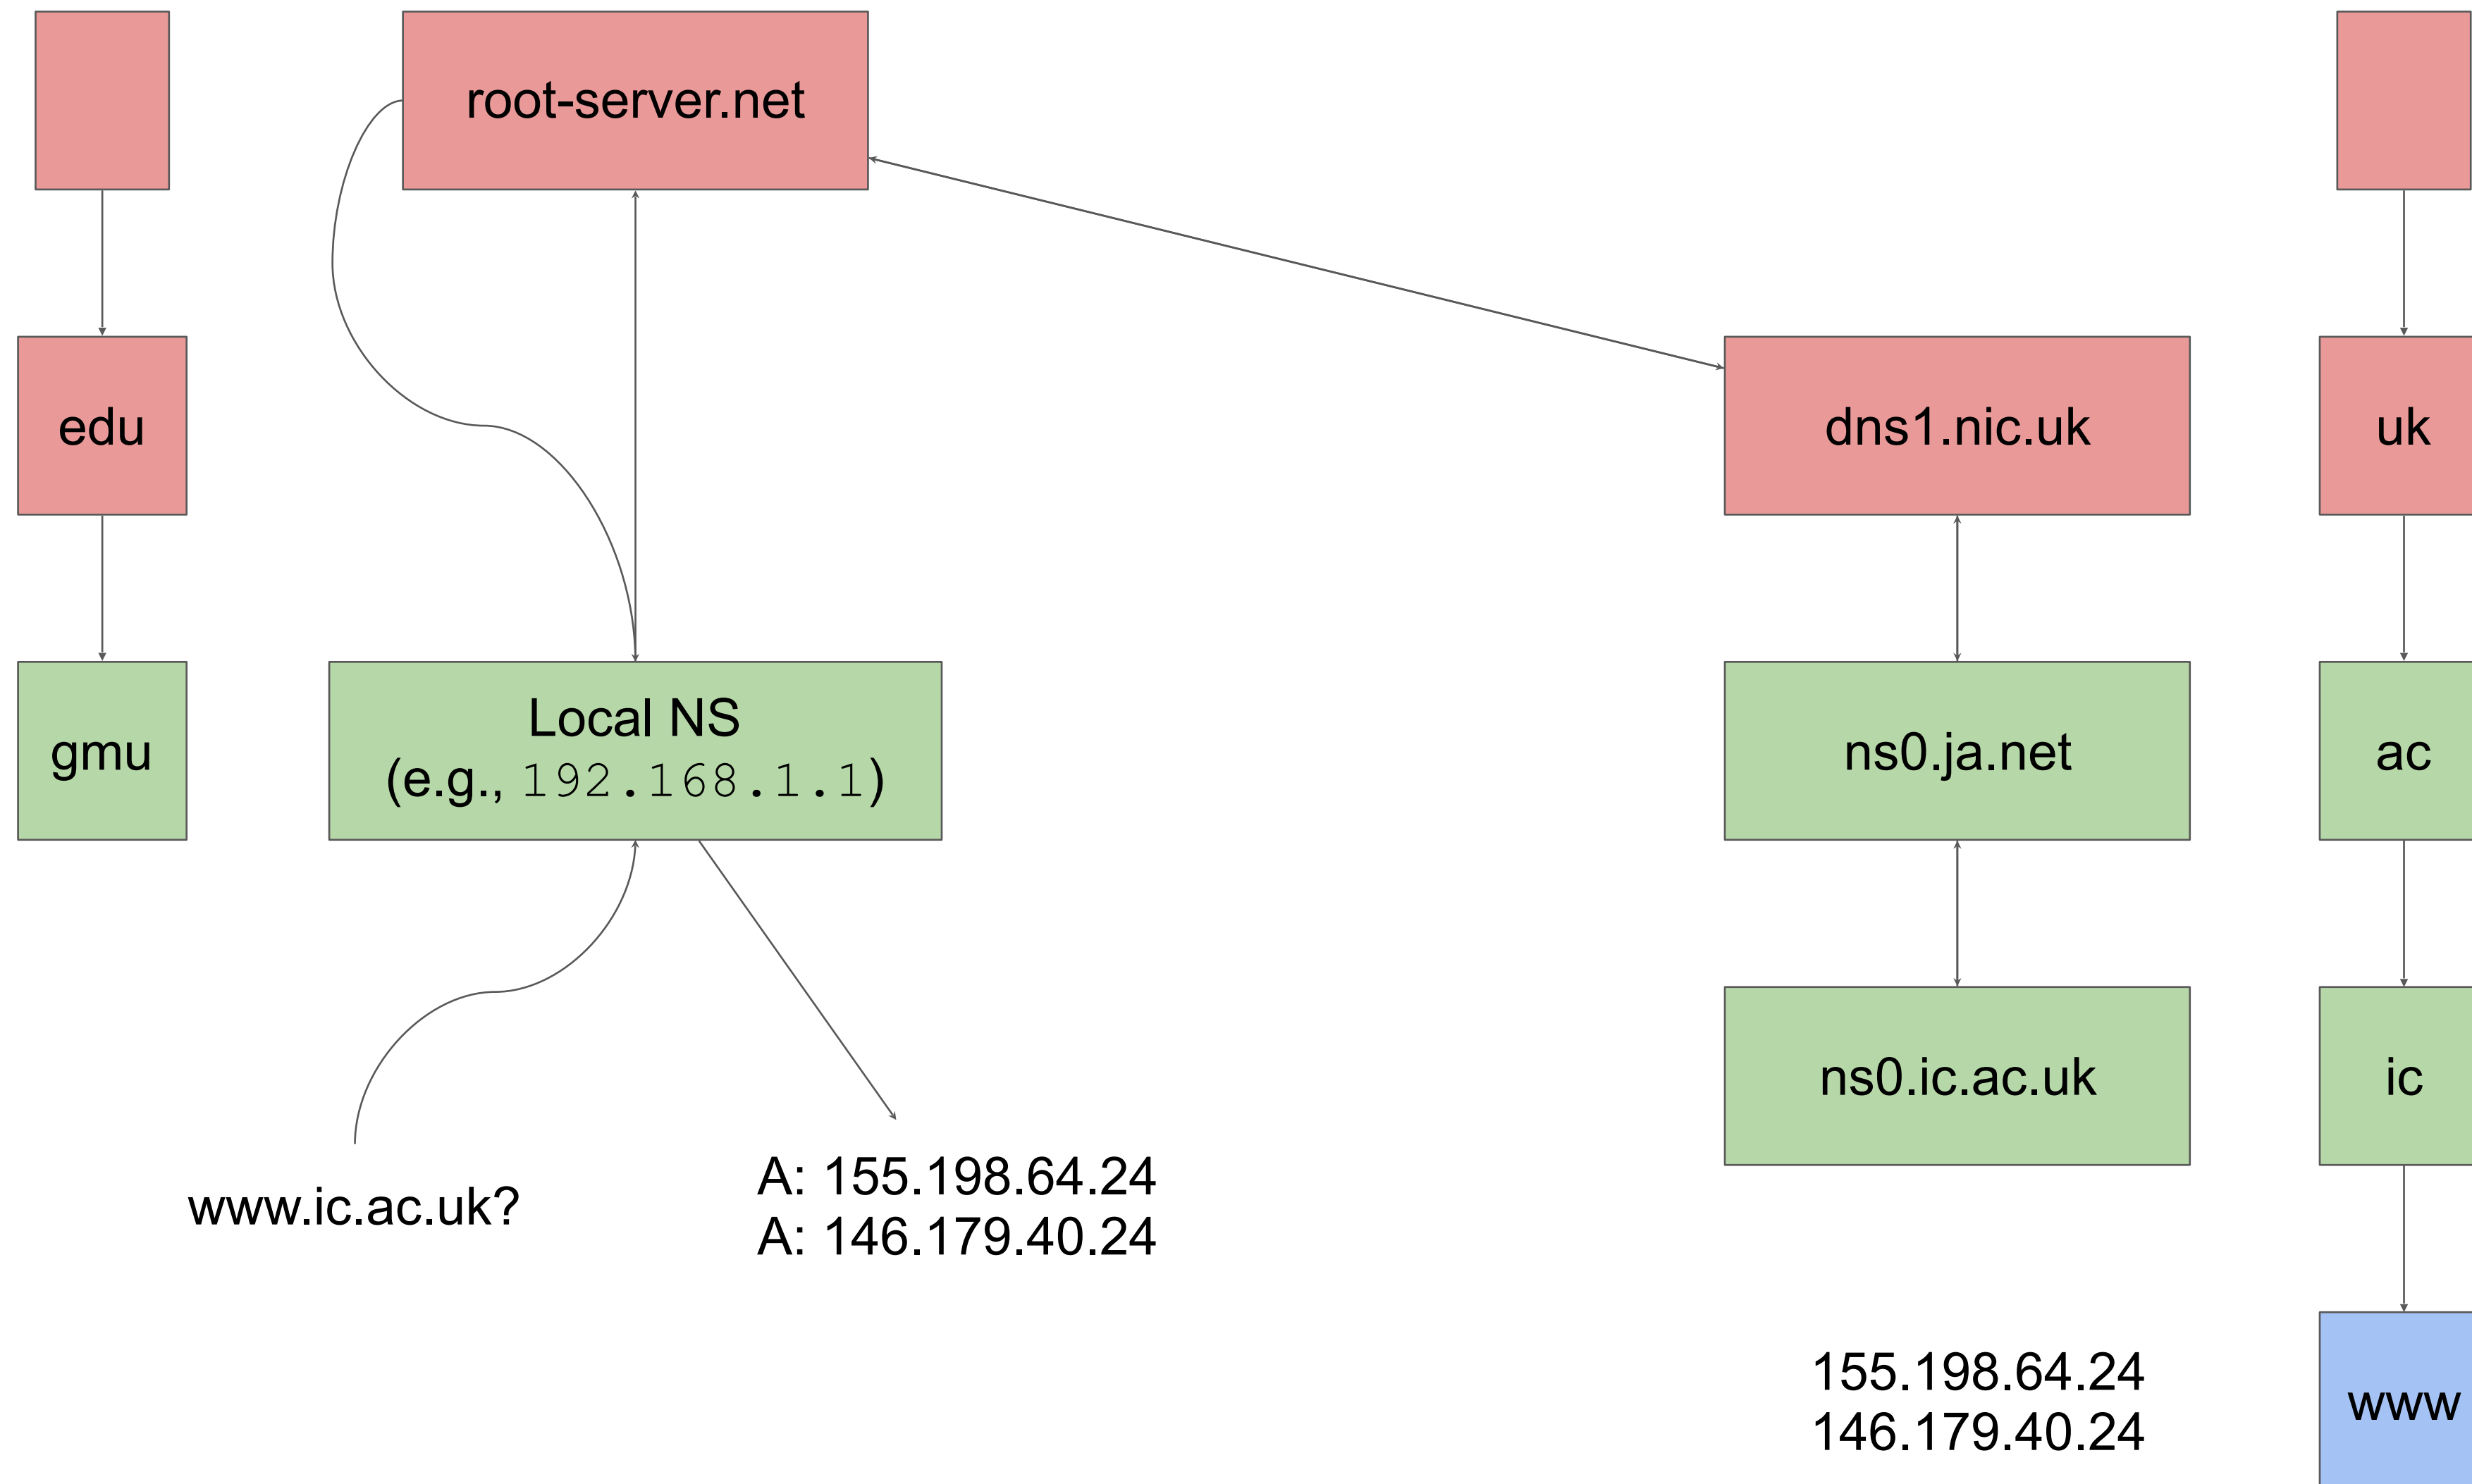 root-server.net
edu
dns1.nic.uk
uk
gmu
Local NS
(e.g., 192.168.1.1)
ns0.ja.net
ac
ns0.ic.ac.uk
ic
www.ic.ac.uk?
A: 155.198.64.24
A: 146.179.40.24
155.198.64.24
146.179.40.24
www